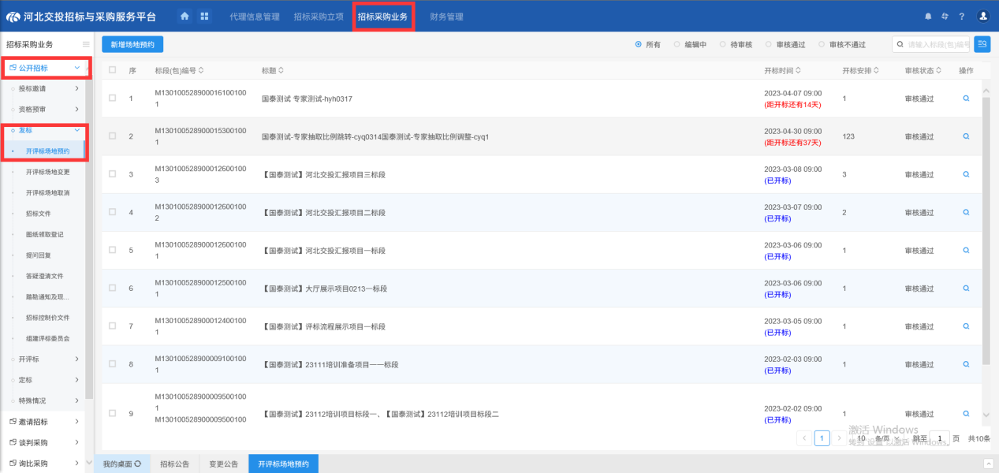 河北交投招标与采购服务平台
代理信息管理 招标采购立项 招标采购业务 财务管理
招标采购业务
公开招标
投标邀请
资格预审
发标
开评标场地预约
开评标场地变更
开评标场地取消
招标文件
图纸领取登记
提问回复
答疑澄清文件
踏勘通知及现...
招标控制价文件
组建评标委员会
开评标
定标
特殊情况
邀请招标
谈判采购
询比采购
新增场地预约
所有 编辑中 待审核 审核通过 审核不通过
请输入标段(包)编号
序 标段(包)编号 标题 开标时间 开标安排 审核状态 操作
1 M130100528900016100100 国泰测试 专家测试-hyh0317 2023-04-07 09:00 1 审核通过
1 (距开标还有14天)
2 M130100528900015300100 国泰测试-专家抽取比例跳转-cyq0314国泰测试-专家抽取比例调整-cyq1 2023-04-30 09:00 123 审核通过
1 (距开标还有37天)
3 M130100528900012600100 【国泰测试】河北交投汇报项目三标段 2023-03-08 09:00 3 审核通过
3 (已开标)
4 M130100528900012600100 【国泰测试】河北交投汇报项目二标段 2023-03-07 09:00 2 审核通过
2 (已开标)
5 M130100528900012600100 【国泰测试】河北交投汇报项目一标段 2023-03-06 09:00 1 审核通过
1 (已开标)
6 M130100528900012500100 【国泰测试】大厅展示项目0213一标段 2023-03-06 09:00 1 审核通过
1 (已开标)
7 M130100528900012400100 【国泰测试】评标流程展示项目一标段 2023-03-05 09:00 1 审核通过
1 (已开标)
8 M130100528900009100100 【国泰测试】23111培训准备项目一一标段 2023-02-03 09:00 1 审核通过
1 (已开标)
9 M130100528900009500100 【国泰测试】23112培训项目标段一、【国泰测试】23112培训项目标段二 2023-02-02 09:00 1 审核通过
1 (已开标)
M130100528900009500100
1 10 条/页 跳至 1 页 共10条
激活 Windows
转到"设置"以激活 Windows。
我的桌面 招标公告 变更公告 开评标场地预约